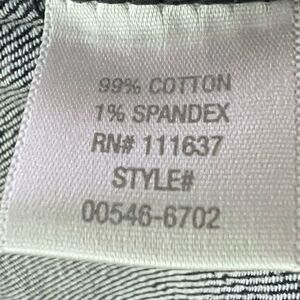 99% COTTON
1% SPANDEX
RN# 111637
STYLE#
00546-6702